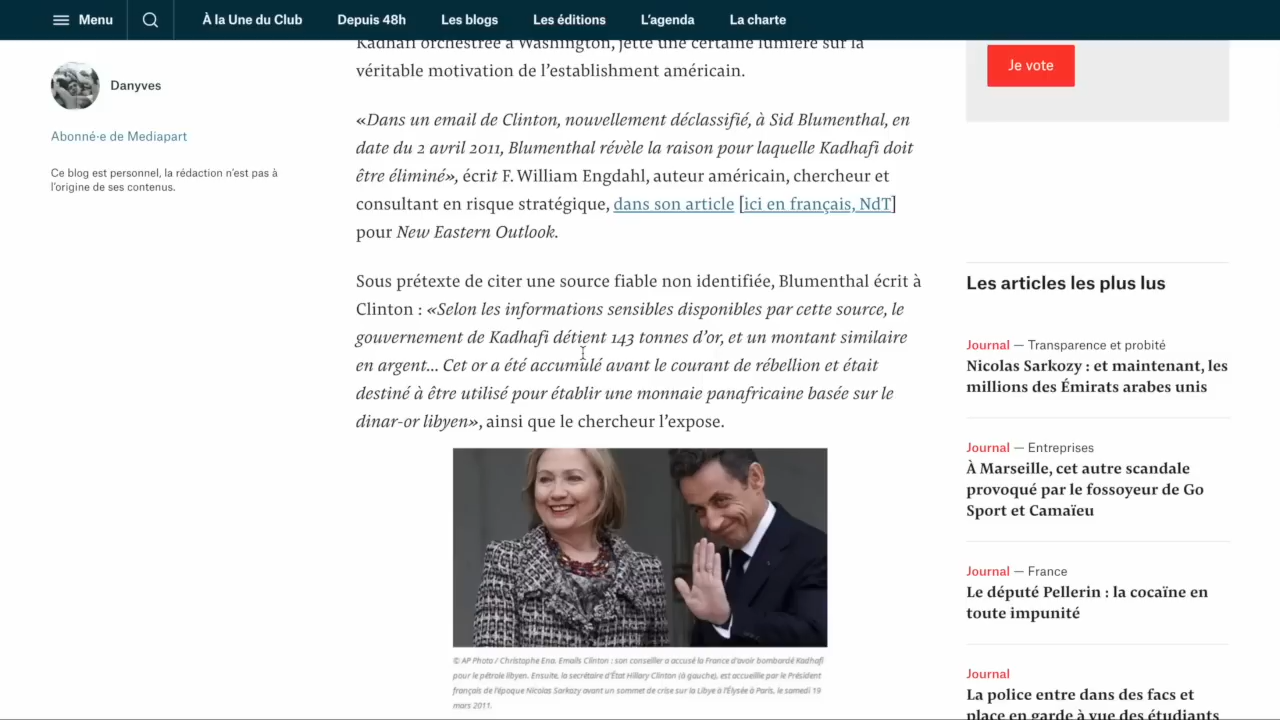 Menu
À la Une du Club
Depuis 48h
Les blogs
Les éditions
L’agenda
La charte
Danyves
Abonné·e de Mediapart
Ce blog est personnel, la rédaction n’est pas à
l’origine de ses contenus.
Kadhafi orchestrée à Washington, jette une certaine lumière sur la
véritable motivation de l’establishment américain.
«Dans un email de Clinton, nouvellement déclassifié, à Sid Blumenthal, en
date du 2 avril 2011, Blumenthal révèle la raison pour laquelle Kadhafi doit
être éliminé», écrit F. William Engdahl, auteur américain, chercheur et
consultant en risque stratégique, dans son article [ici en français, NdT]
pour New Eastern Outlook.
Sous prétexte de citer une source fiable non identifiée, Blumenthal écrit à
Clinton : «Selon les informations sensibles disponibles par cette source, le
gouvernement de Kadhafi détient 143 tonnes d’or, et un montant similaire
en argent... Cet or a été accumulé avant le courant de rébellion et était
destiné à être utilisé pour établir une monnaie panafricaine basée sur le
dinar-or libyen», ainsi que le chercheur l’expose.
© AP Photo / Christophe Ena. Emails Clinton : son conseiller a accusé la France d'avoir bombardé Kadhafi
pour le pétrole libyen. Ensuite, la secrétaire d'État Hillary Clinton (à gauche), est accueillie par le Président
français de l'époque Nicolas Sarkozy avant un sommet de crise sur la Libye à l'Élysée à Paris, le samedi 19
mars 2011.
Je vote
Les articles les plus lus
Journal — Transparence et probité
Nicolas Sarkozy : et maintenant, les
millions des Émirats arabes unis
Journal — Entreprises
À Marseille, cet autre scandale
provoqué par le fossoyeur de Go
Sport et Camaïeu
Journal — France
Le député Pellerin : la cocaïne en
toute impunité
Journal
La police entre dans des facs et
place en garde à vue des étudiants